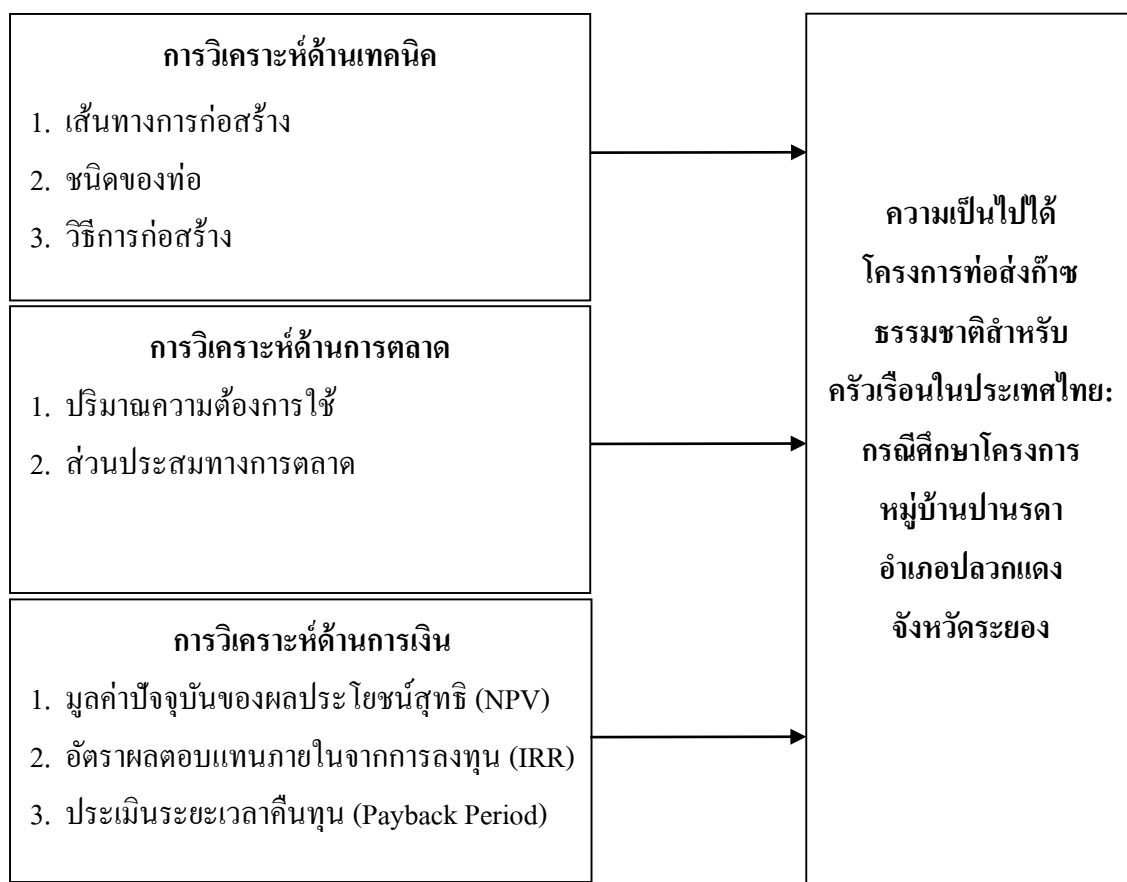 การวิเคราะห์ด้านเทคนิค
1. เส้นทางการก่อสร้าง
2. ชนิดของท่อ
3. วิธีการก่อสร้าง
การวิเคราะห์ด้านการตลาด
1. ปริมาณความต้องการใช้
2. ส่วนประสมทางการตลาด
การวิเคราะห์ด้านการเงิน
1. มูลค่าปัจจุบันของผลประโยชน์สุทธิ (NPV)
2. อัตราผลตอบแทนภายในจากการลงทุน (IRR)
3. ประเมินระยะเวลาคืนทุน (Payback Period)
ความเป็นไปได้
โครงการท่อส่งก๊าซ
ธรรมชาติสำหรับ
ครัวเรือนในประเทศไทย:
กรณีศึกษาโครงการ
หมู่บ้านปานรดา
อำเภอปลวกแดง
จังหวัดระยอง